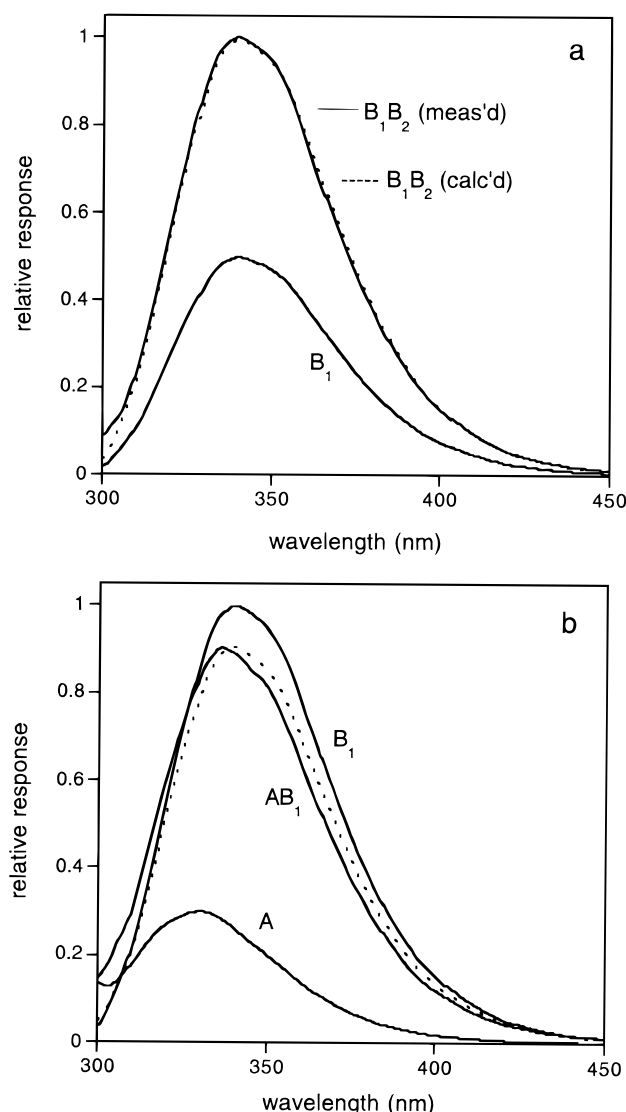 a
1
0.8
0.6
0.4
0.2
0
relative response
B₁B₂ (meas'd)
B₁B₂ (calc'd)
B₁
300 350 400 450
wavelength (nm)
b
1
0.8
0.6
0.4
0.2
0
relative response
B₁
AB₁
A
300 350 400 450
wavelength (nm)